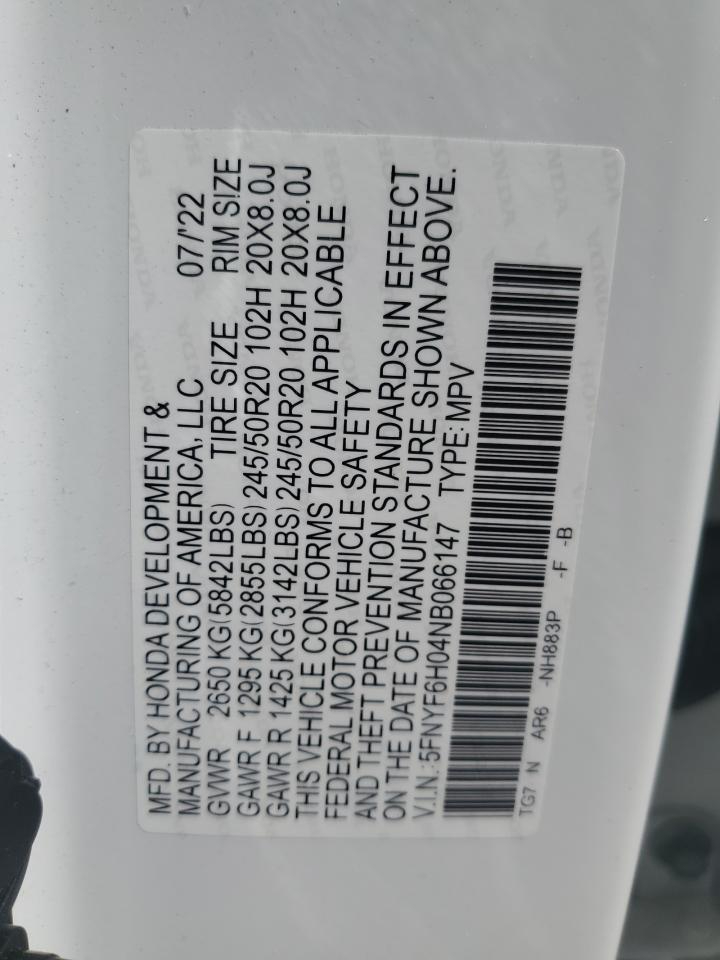 MFD. BY HONDA DEVELOPMENT &
MANUFACTURING OF AMERICA, LLC 07/'22
GVWR 2650 KG(5842LBS) TIRE SIZE RIM SIZE
GAWR F 1295 KG(2855LBS) 245/50R20 102H 20X8.0J
GAWR R 1425 KG(3142LBS) 245/50R20 102H 20X8.0J
THIS VEHICLE CONFORMS TO ALL APPLICABLE
FEDERAL MOTOR VEHICLE SAFETY
AND THEFT PREVENTION STANDARDS IN EFFECT
ON THE DATE OF MANUFACTURE SHOWN ABOVE.
V.I.N.: 5FNYF6H04NB066147 TYPE: MPV
TG7 N AR6 -NH883P -F -B